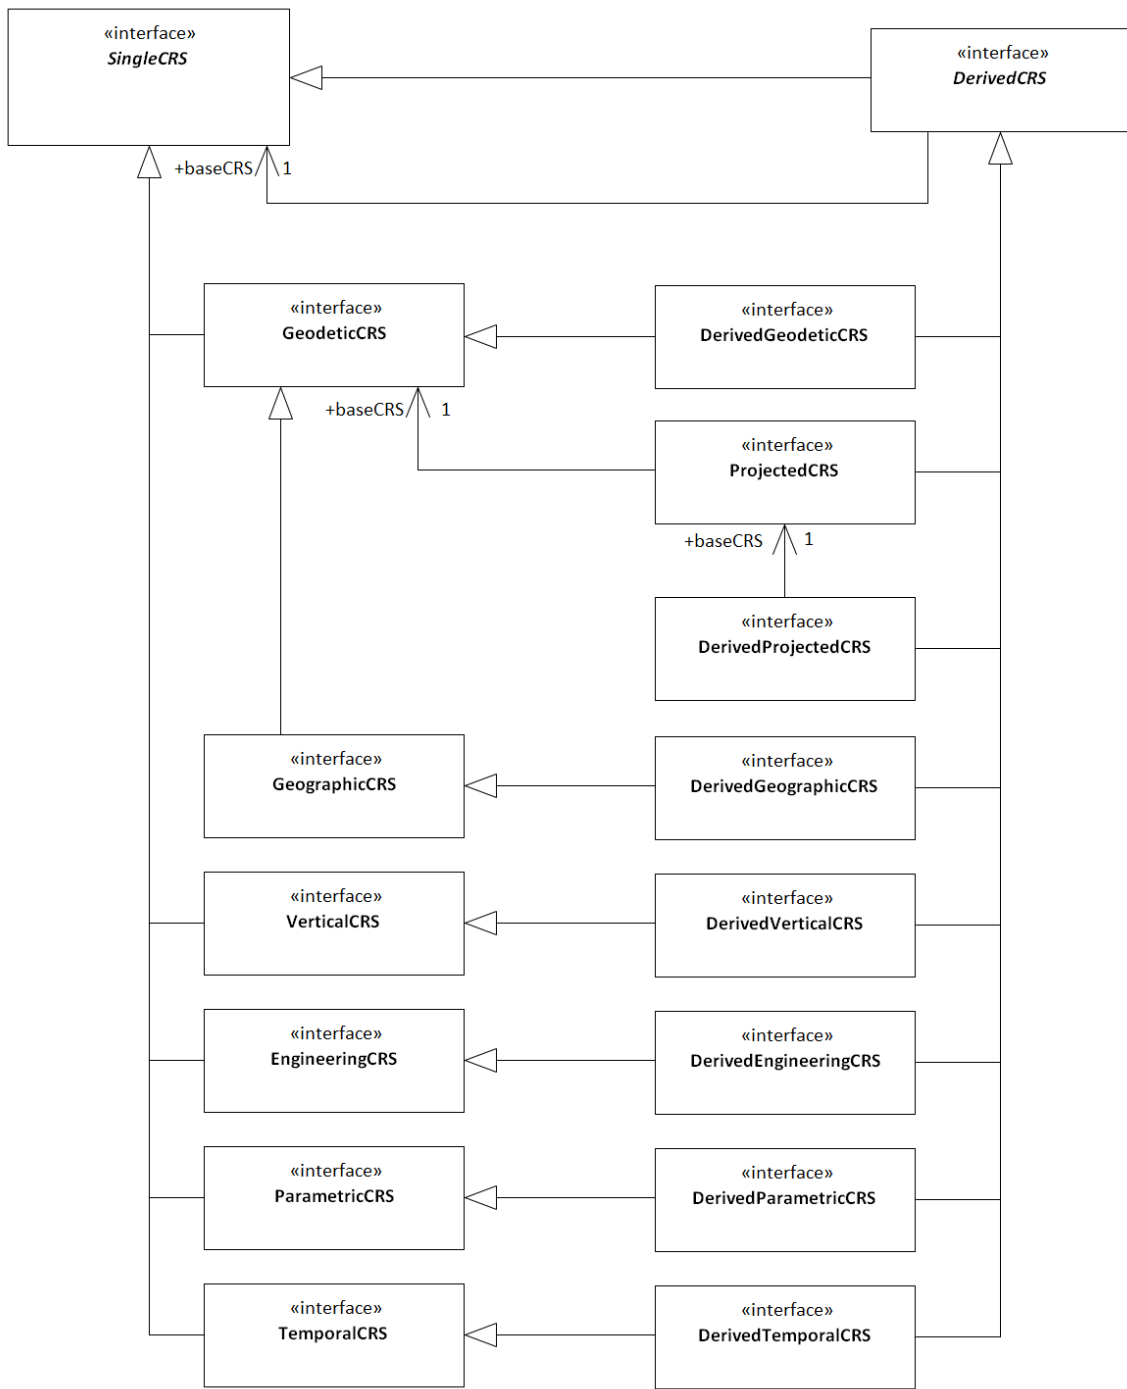 «interface»
SingleCRS
«interface»
DerivedCRS
+baseCRS
1
«interface»
GeodeticCRS
«interface»
DerivedGeodeticCRS
+baseCRS
1
«interface»
ProjectedCRS
+baseCRS
1
«interface»
DerivedProjectedCRS
«interface»
GeographicCRS
«interface»
DerivedGeographicCRS
«interface»
VerticalCRS
«interface»
DerivedVerticalCRS
«interface»
EngineeringCRS
«interface»
DerivedEngineeringCRS
«interface»
ParametricCRS
«interface»
DerivedParametricCRS
«interface»
TemporalCRS
«interface»
DerivedTemporalCRS